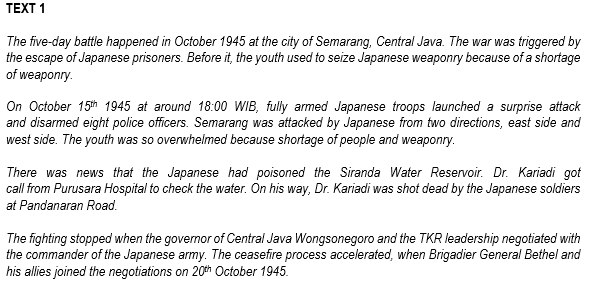 TEXT 1
The five-day battle happened in October 1945 at the city of Semarang, Central Java. The war was triggered by
the escape of Japanese prisoners. Before it, the youth used to seize Japanese weaponry because of a shortage
of weaponry.
On October 15th 1945 at around 18:00 WIB, fully armed Japanese troops launched a surprise attack
and disarmed eight police officers. Semarang was attacked by Japanese from two directions, east side and
west side. The youth was so overwhelmed because shortage of people and weaponry.
There was news that the Japanese had poisoned the Siranda Water Reservoir. Dr. Kariadi got
call from Purusara Hospital to check the water. On his way, Dr. Kariadi was shot dead by the Japanese soldiers
at Pandanaran Road.
The fighting stopped when the governor of Central Java Wongsonegoro and the TKR leadership negotiated with
the commander of the Japanese army. The ceasefire process accelerated, when Brigadier General Bethel and
his allies joined the negotiations on 20th October 1945.